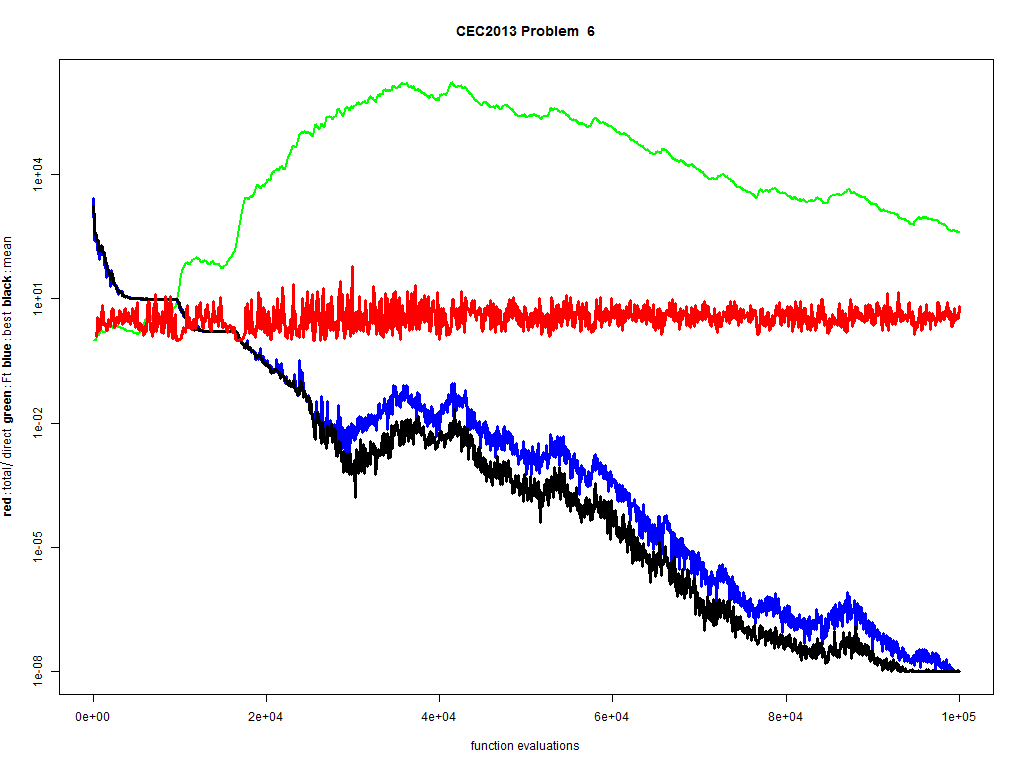 CEC2013 Problem  6
red : total/ direct green : Ft blue : best black : mean
1e+04
1e+01
1e-02
1e-05
1e-08
0e+00 2e+04 4e+04 6e+04 8e+04 1e+05
function evaluations